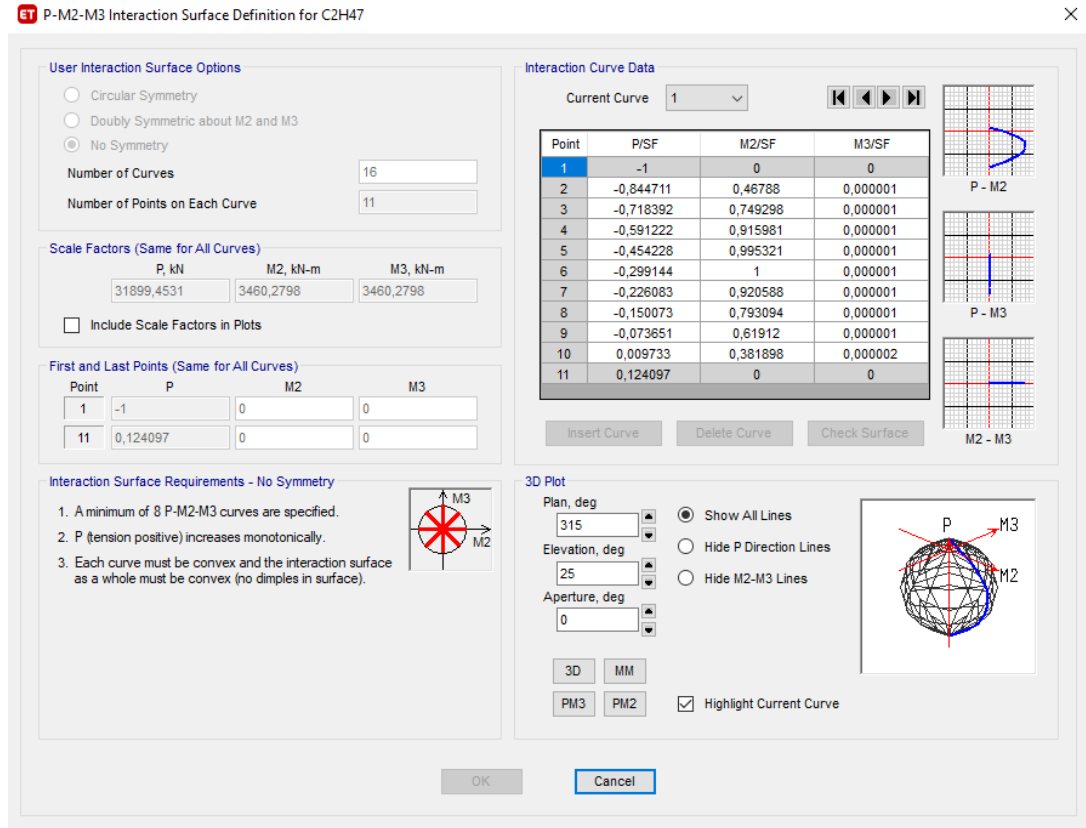 ET P-M2-M3 Interaction Surface Definition for C2H47
User Interaction Surface Options
Circular Symmetry
Doubly Symmetric about M2 and M3
No Symmetry
Number of Curves 16
Number of Points on Each Curve 11
Scale Factors (Same for All Curves)
P, kN M2, kN-m M3, kN-m
31899,4531 3460,2798 3460,2798
Include Scale Factors in Plots
First and Last Points (Same for All Curves)
Point P M2 M3
1 -1 0 0
11 0,124097 0 0
Interaction Surface Requirements - No Symmetry
1. A minimum of 8 P-M2-M3 curves are specified.
2. P (tension positive) increases monotonically.
3. Each curve must be convex and the interaction surface
as a whole must be convex (no dimples in surface).
M3
M2
Interaction Curve Data
Current Curve 1
Point P/SF M2/SF M3/SF
1 -1 0 0
2 -0,844711 0,46788 0,000001
3 -0,718392 0,749298 0,000001
4 -0,591222 0,915981 0,000001
5 -0,454228 0,995321 0,000001
6 -0,299144 1 0,000001
7 -0,226083 0,920588 0,000001
8 -0,150073 0,793094 0,000001
9 -0,073651 0,61912 0,000001
10 0,009733 0,381898 0,000002
11 0,124097 0 0
P - M2
P - M3
M2 - M3
Insert Curve Delete Curve Check Surface
3D Plot
Plan, deg
315
Elevation, deg
25
Aperture, deg
0
Show All Lines
Hide P Direction Lines
Hide M2-M3 Lines
3D MM
PM3 PM2
Highlight Current Curve
P M3
M2
OK Cancel